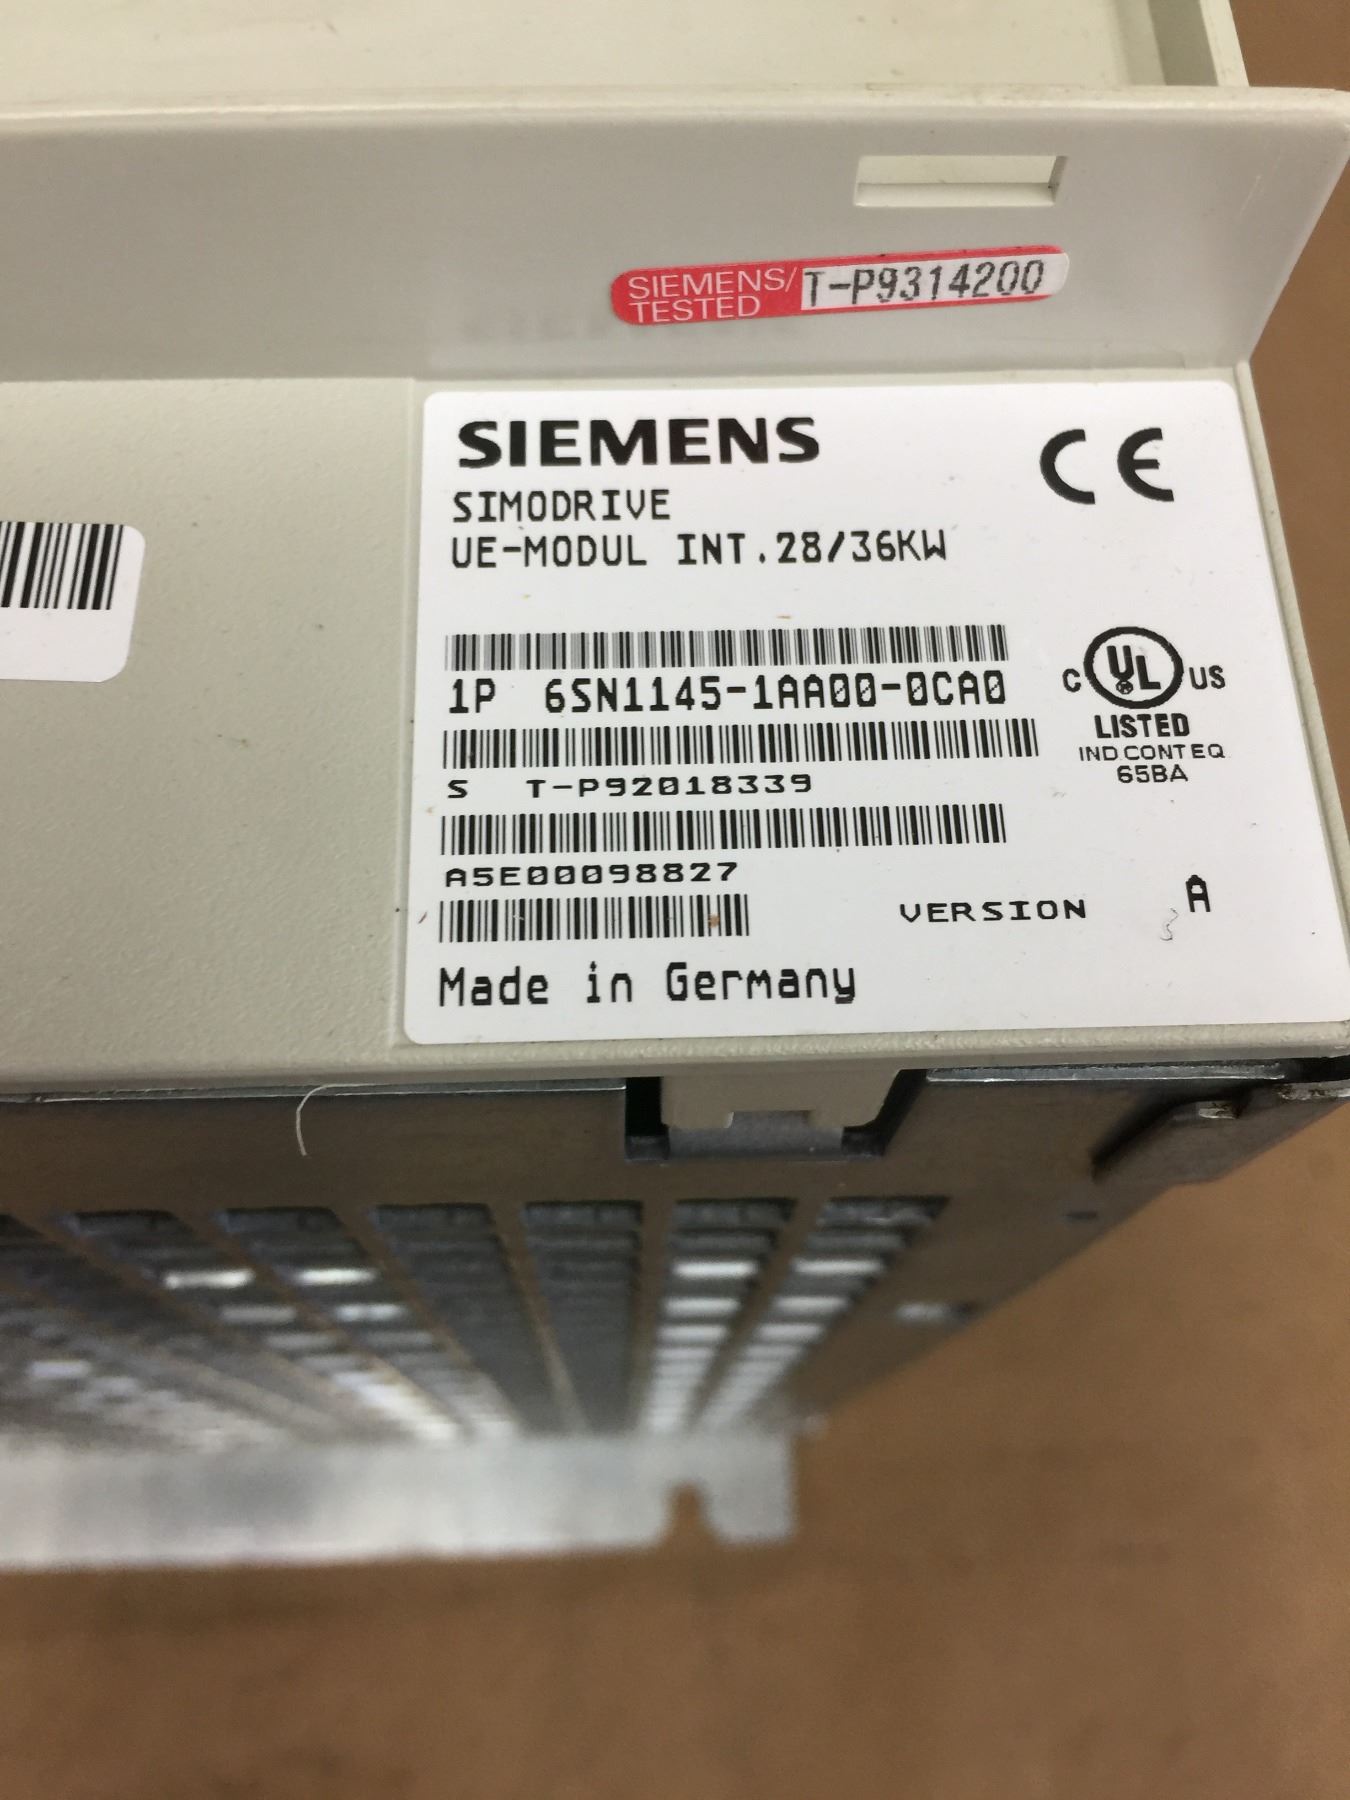 SIEMENS/ T-P9314200
TESTED
SIEMENS
CE
SIMODRIVE
UE-MODUL INT.28/36KW
1P 6SN1145-1AA00-0CA0
C UL US
LISTED
IND.CONT.EQ
65BA
S T-P92018339
A5E00098827
VERSION A
Made in Germany